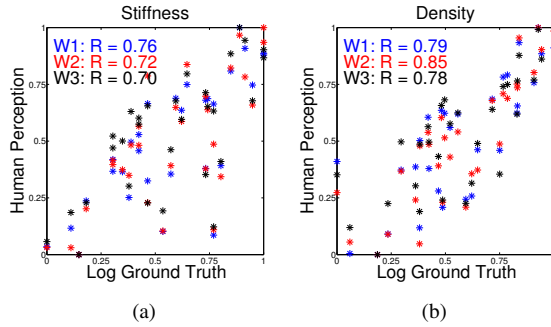 Stiffness
W1: R = 0.76
W2: R = 0.72
W3: R = 0.70
Human Perception
1
0.75
0.5
0.25
0
0
0.25
0.5
0.75
1
Log Ground Truth
(a)
Density
W1: R = 0.79
W2: R = 0.85
W3: R = 0.78
Human Perception
1
0.75
0.5
0.25
0
0
0.25
0.5
0.75
Log Ground Truth
(b)